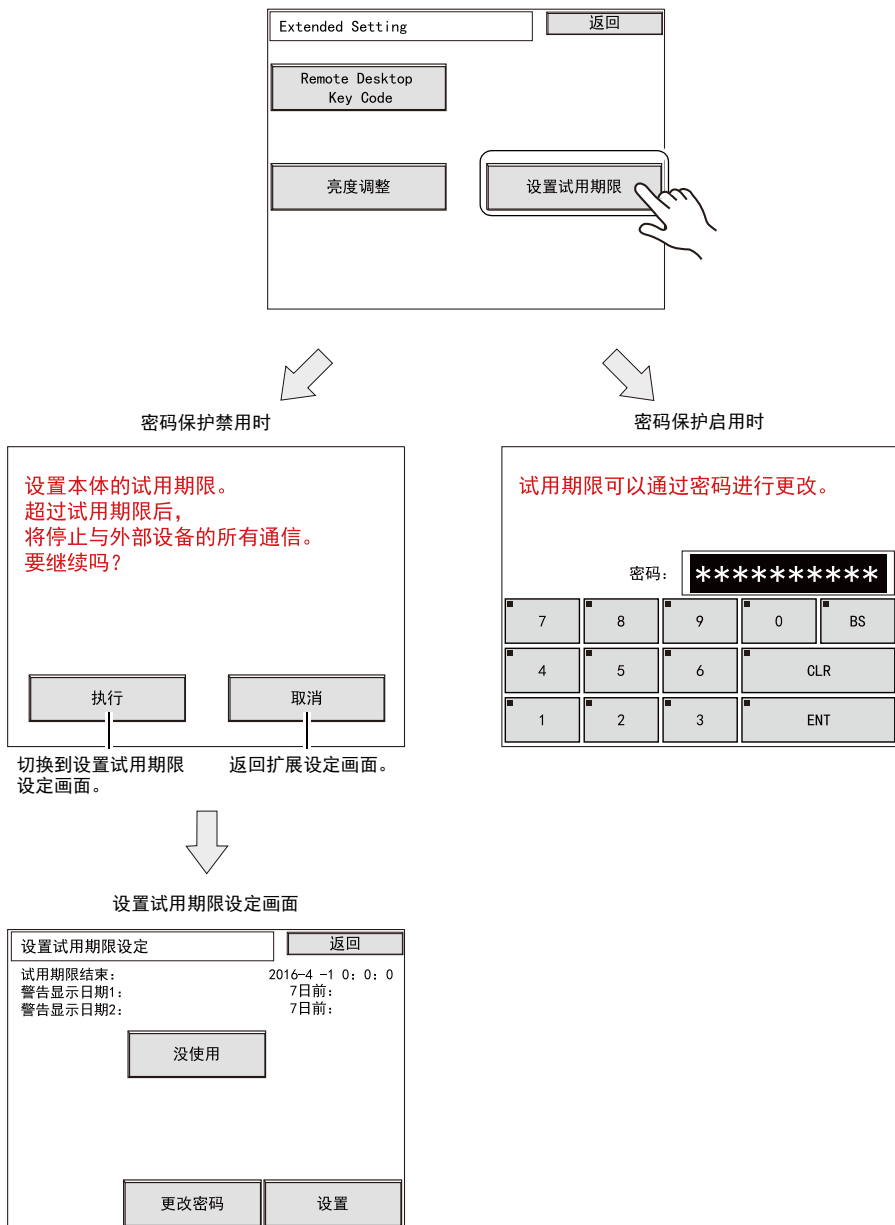 Extended Setting
返回
Remote Desktop
Key Code
亮度调整
设置试用期限
密码保护禁用时
密码保护启用时
设置本体的试用期限。
超过试用期限后，
将停止与外部设备的所有通信。
要继续吗？
执行
取消
切换到设置试用期限
设定画面。
返回扩展设定画面。
试用期限可以通过密码进行更改。
密码：
**********
7 8 9 0 BS
4 5 6 CLR
1 2 3 ENT
设置试用期限设定画面
设置试用期限设定
返回
试用期限结束： 2016-4 -1 0：0：0
警告显示日期1： 7日前：
警告显示日期2： 7日前：
没使用
更改密码
设置